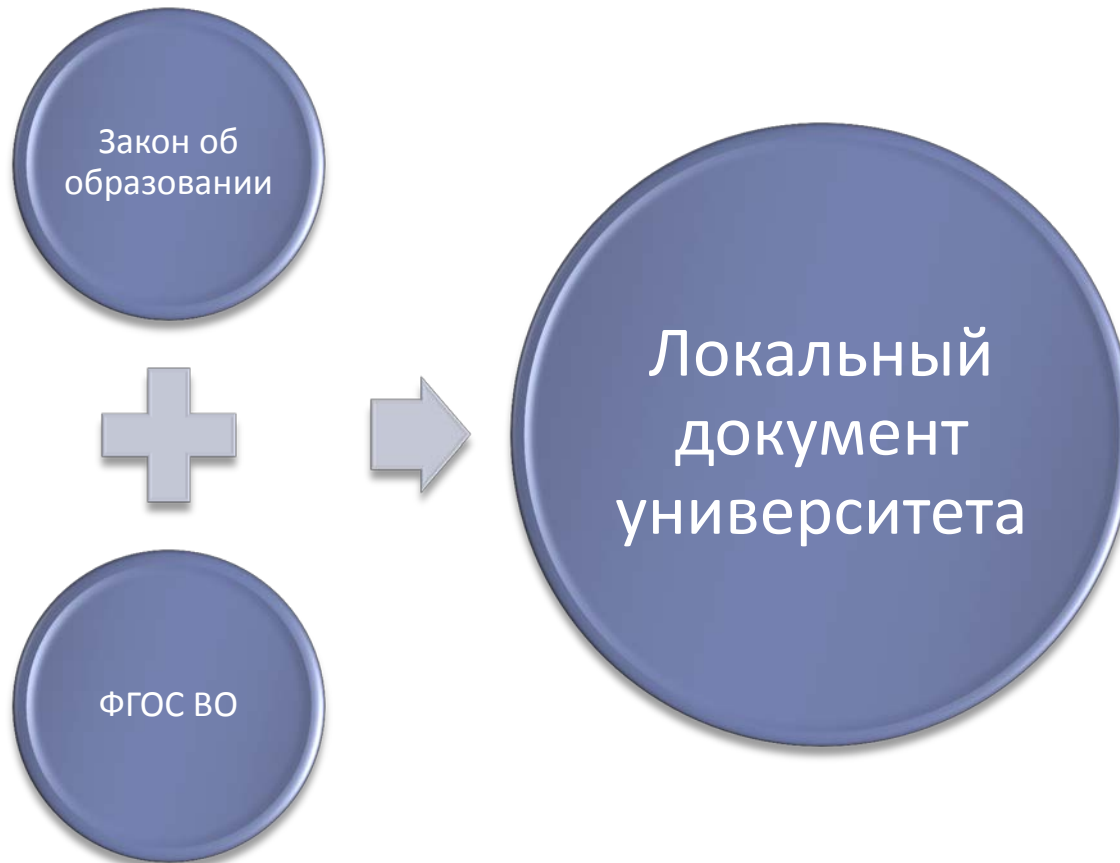 Закон об
образовании
ФГОС ВО
Локальный
документ
университета